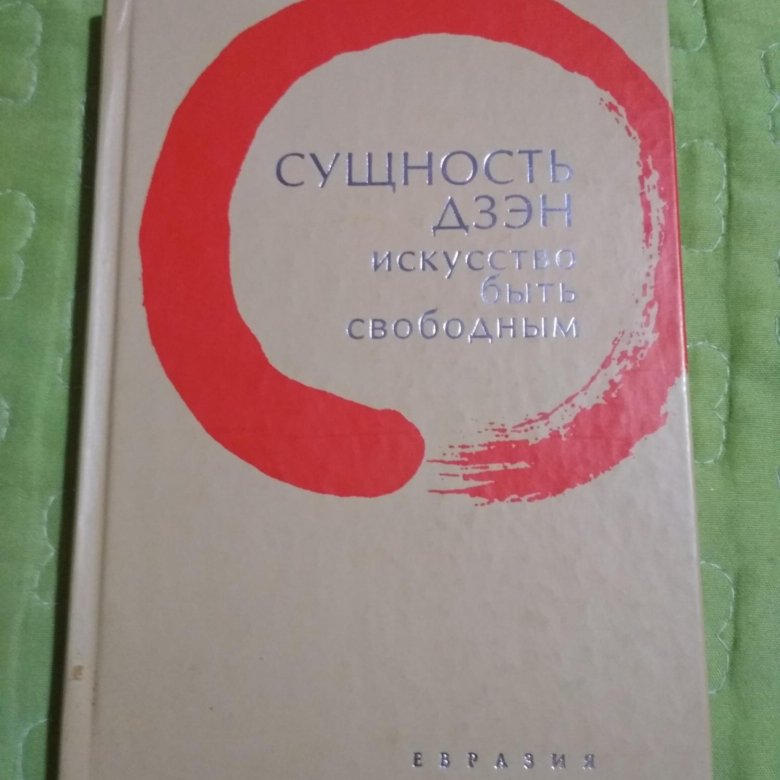 СУЩНОСТЬ
ДЗЭН
искусство
быть
свободным
ЕВРАЗИЯ